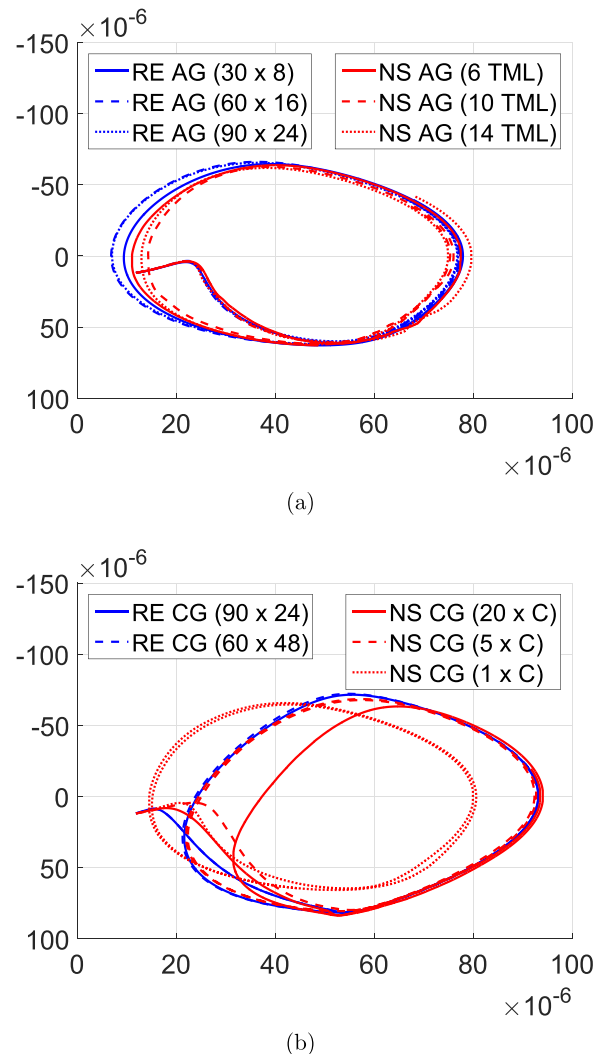 ×10⁻⁶
-150
RE AG (30 x 8)
RE AG (60 x 16)
RE AG (90 x 24)
NS AG (6 TML)
NS AG (10 TML)
NS AG (14 TML)
-100
-50
0
50
100
0 20 40 60 80 100
×10⁻⁶
(a)
×10⁻⁶
-150
RE CG (90 x 24)
RE CG (60 x 48)
NS CG (20 x C)
NS CG (5 x C)
NS CG (1 x C)
-100
-50
0
50
100
0 20 40 60 80 100
×10⁻⁶
(b)